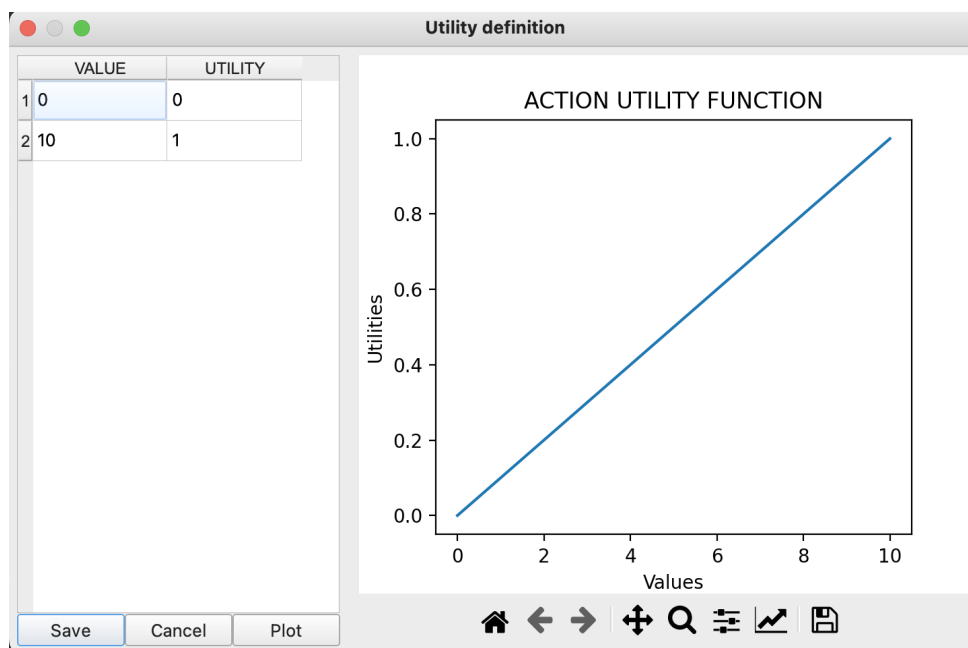 Utility definition
VALUE UTILITY
1 0 0
2 10 1
ACTION UTILITY FUNCTION
1.0
0.8
0.6
0.4
0.2
0.0
Utilities
0 2 4 6 8 10
Values
Save Cancel Plot